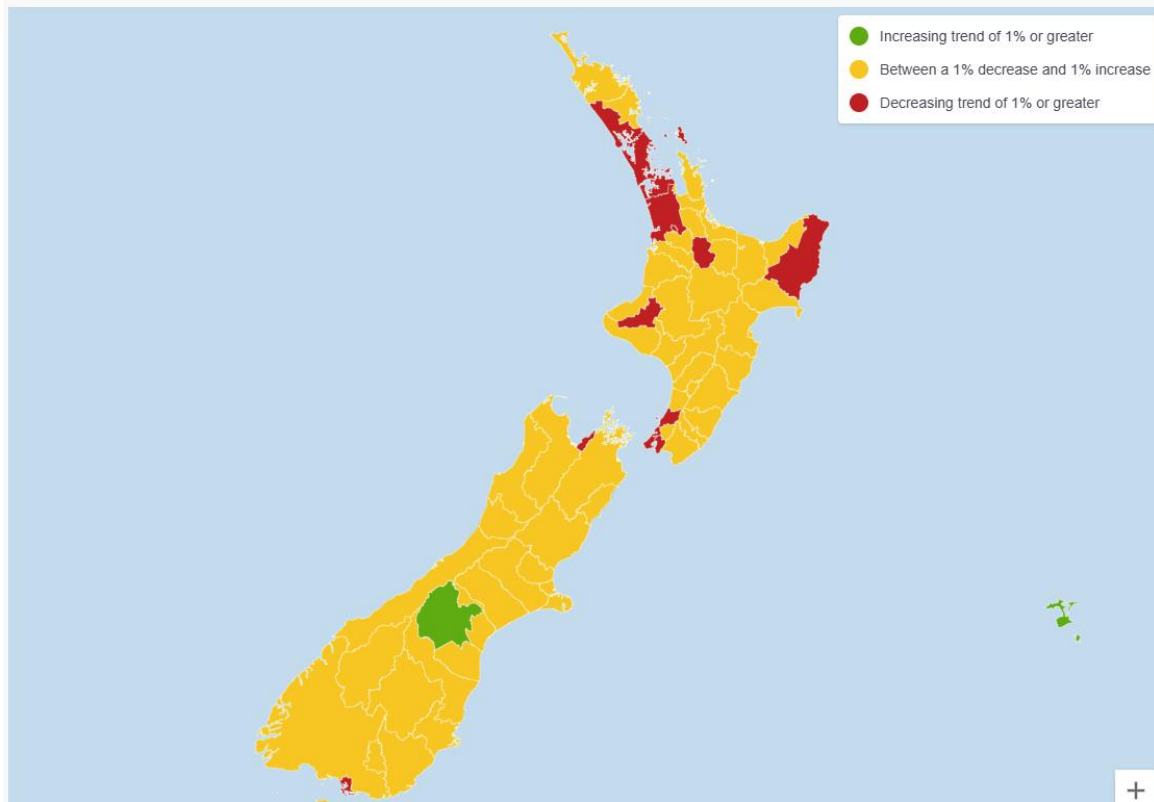 Increasing trend of 1% or greater
Between a 1% decrease and 1% increase
Decreasing trend of 1% or greater
+